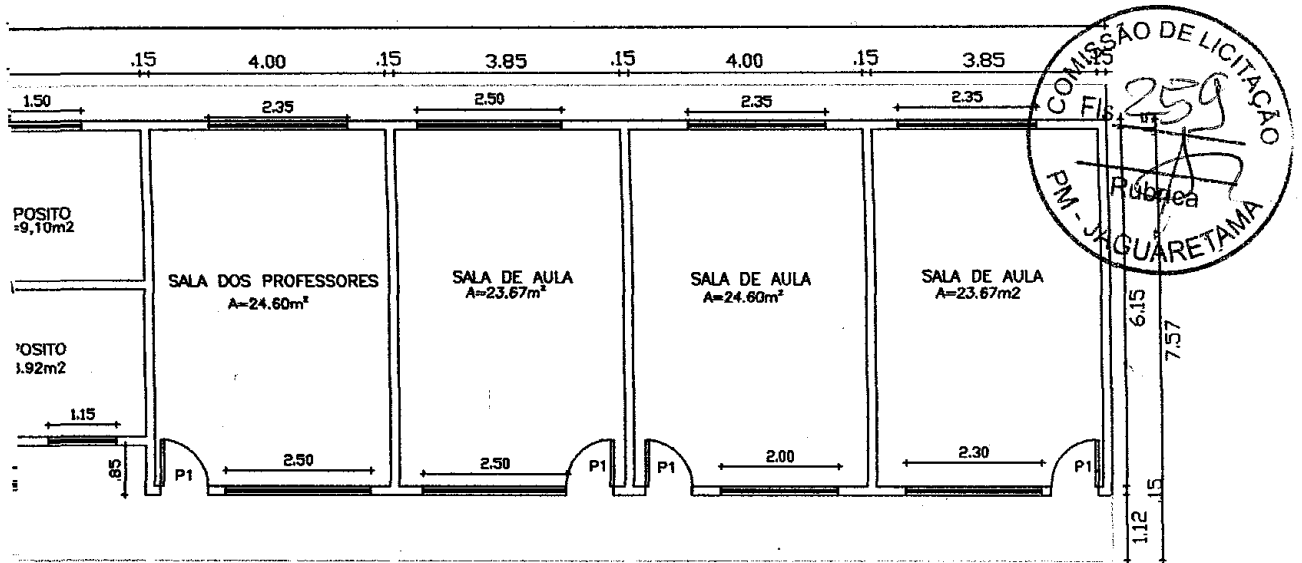 .15 4.00 .15 3.85 .15 4.00 .15 3.85 .15
1.50 2.35 2.50 2.35 2.35
COMISSÃO DE LICITAÇÃO
Fls. 259
Rúbrica
PM - JAGUARETAMA
POSITO
=9,10m2
SALA DOS PROFESSORES
A=24.60m²
SALA DE AULA
A=23.67m²
SALA DE AULA
A=24.60m²
SALA DE AULA
A=23.67m2
6.15
7.57
OSITO
.92m2
1.15
.85
P1
2.50
2.50
P1
P1
2.00
2.30
P1
.15
1.12